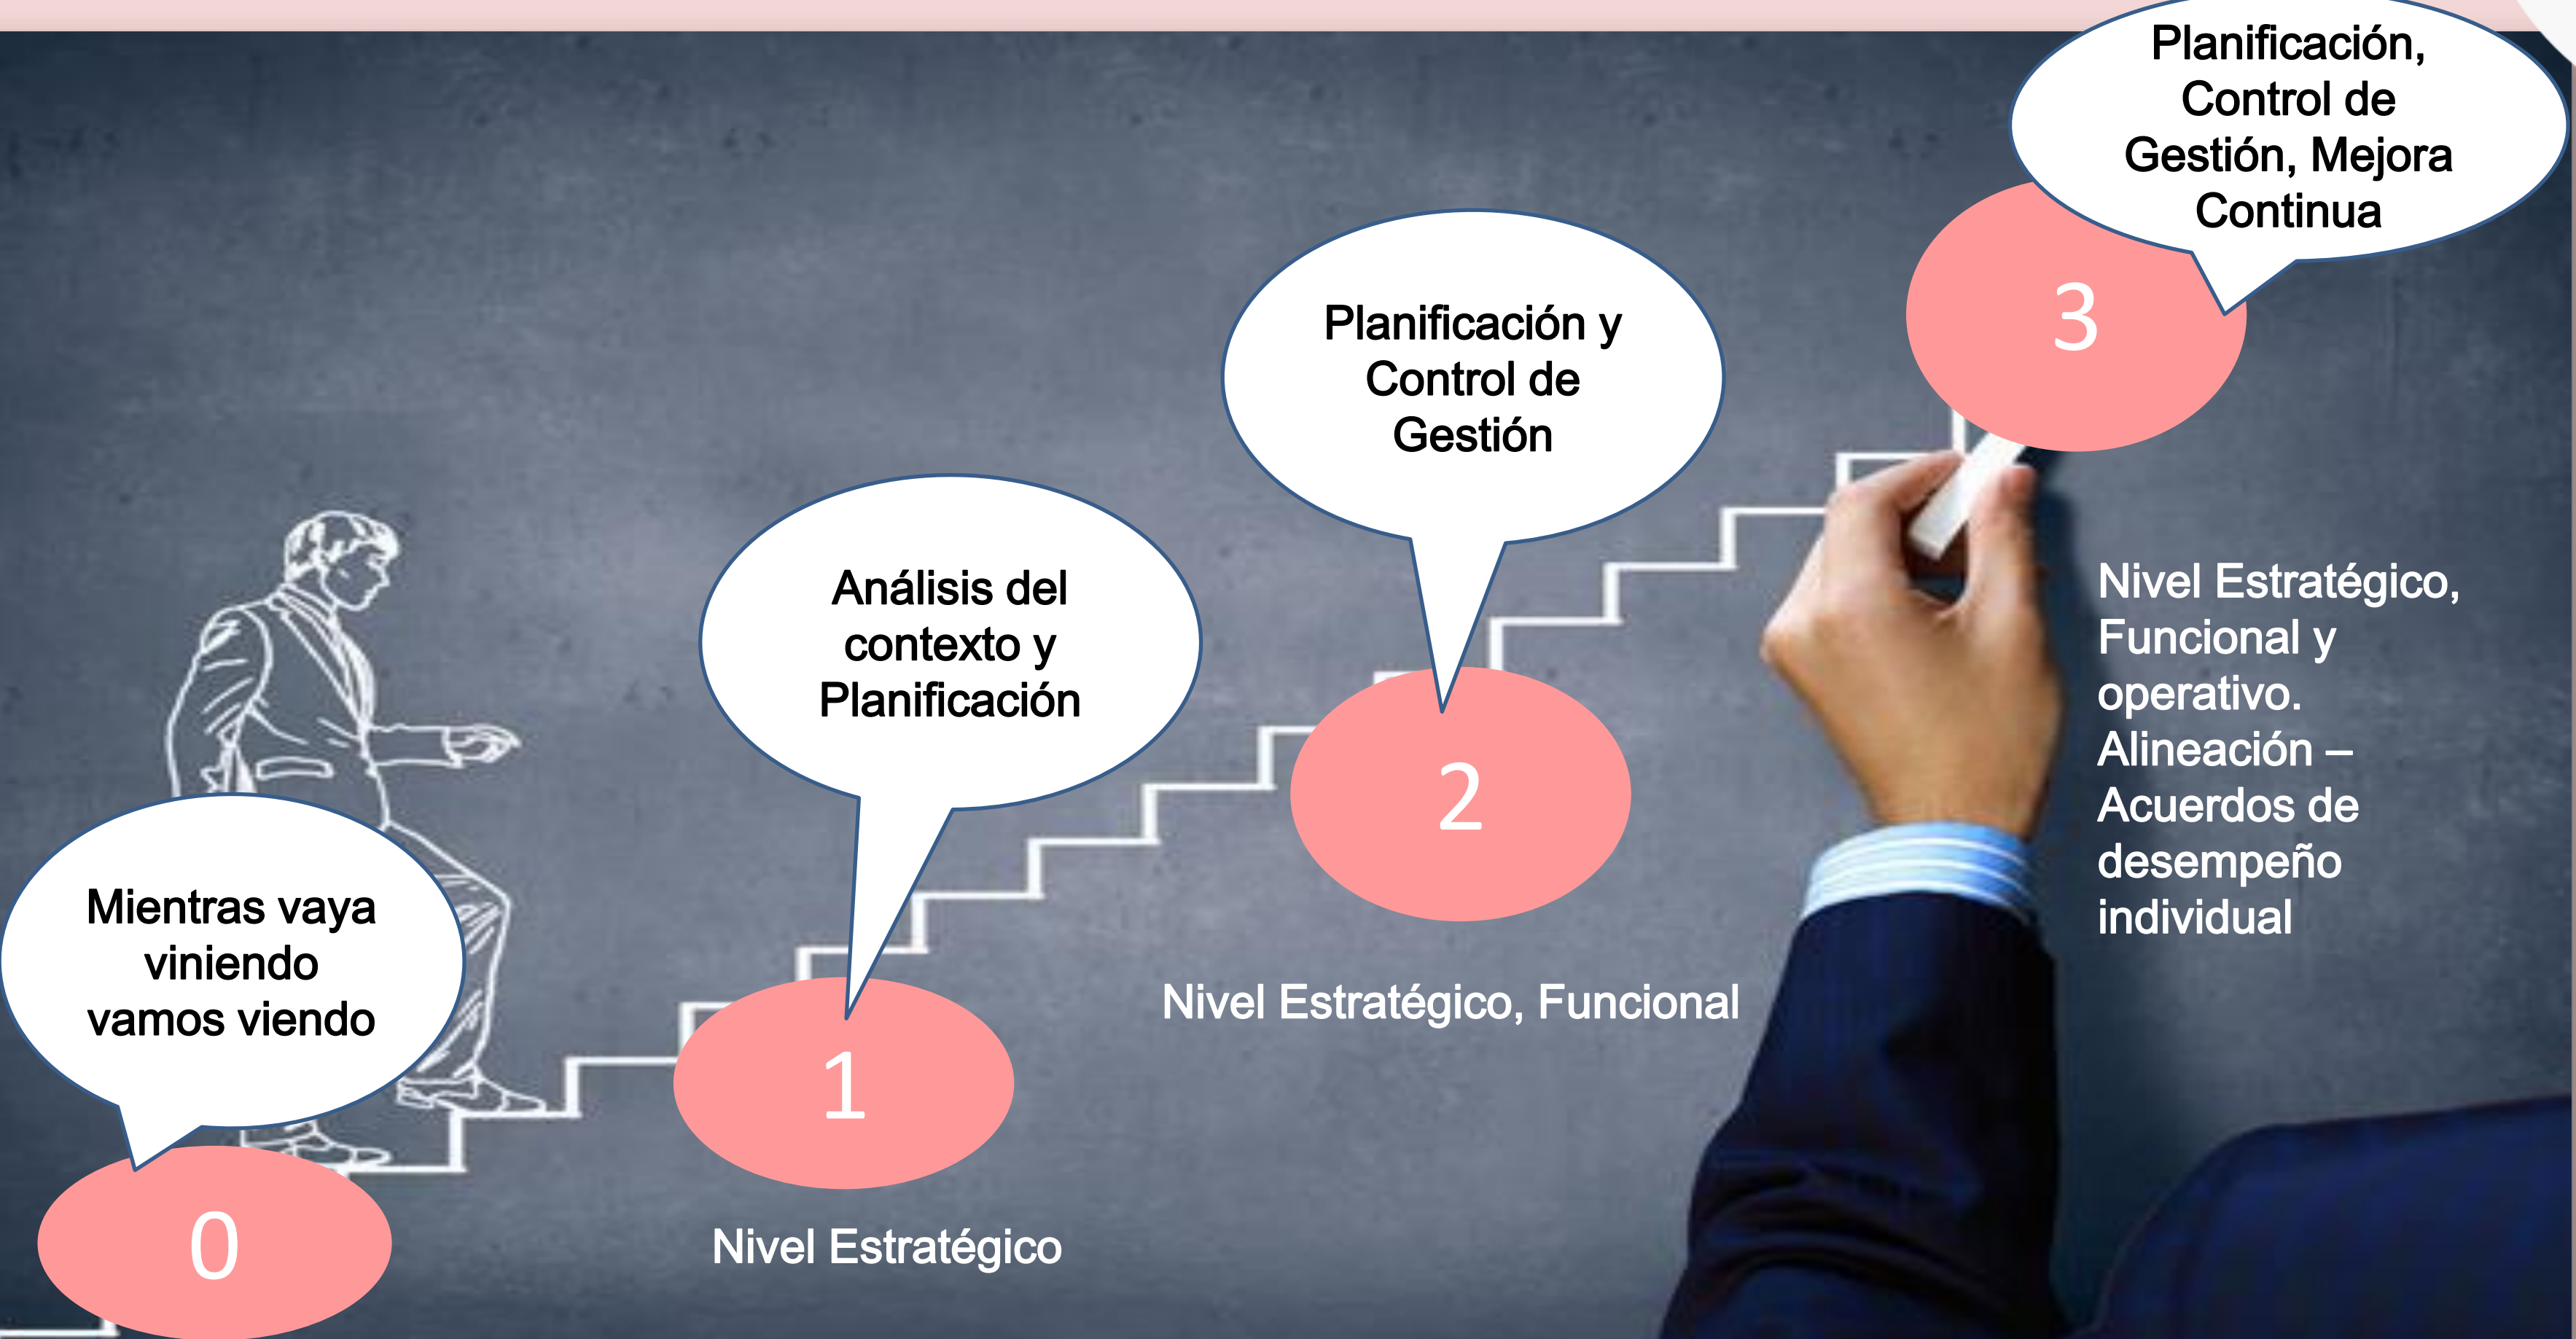 Mientras vaya
viniendo
vamos viendo
0
Análisis del
contexto y
Planificación
1
Nivel Estratégico
Planificación y
Control de
Gestión
2
Nivel Estratégico, Funcional
Planificación,
Control de
Gestión, Mejora
Continua
3
Nivel Estratégico,
Funcional y
operativo.
Alineación –
Acuerdos de
desempeño
individual